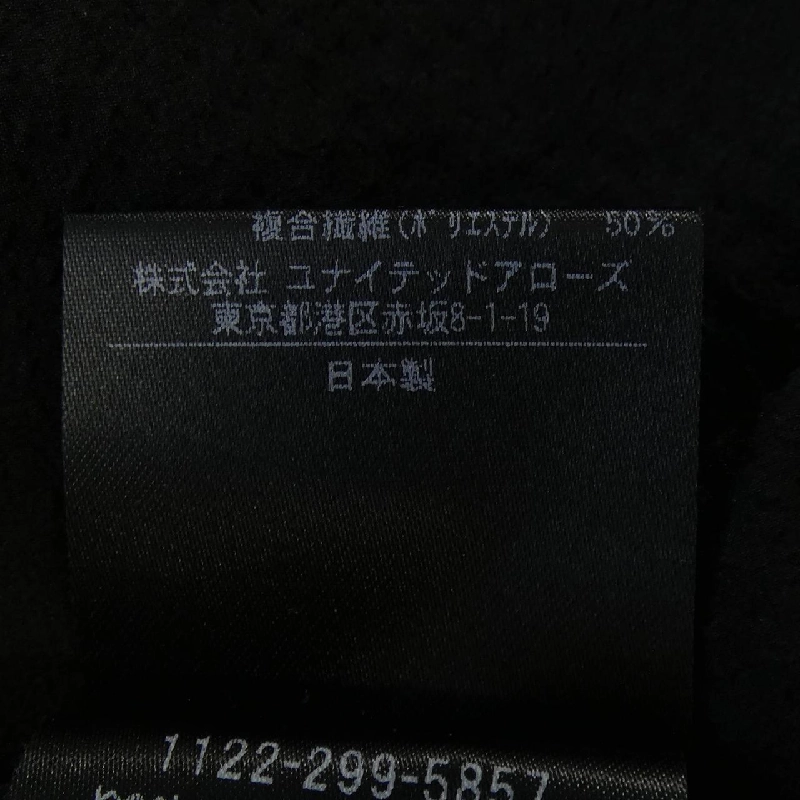 複合繊維(ポリエステル) 50%
株式会社 ユナイテッドアローズ
東京都港区赤坂8-1-19
日本製
1122-299-5857